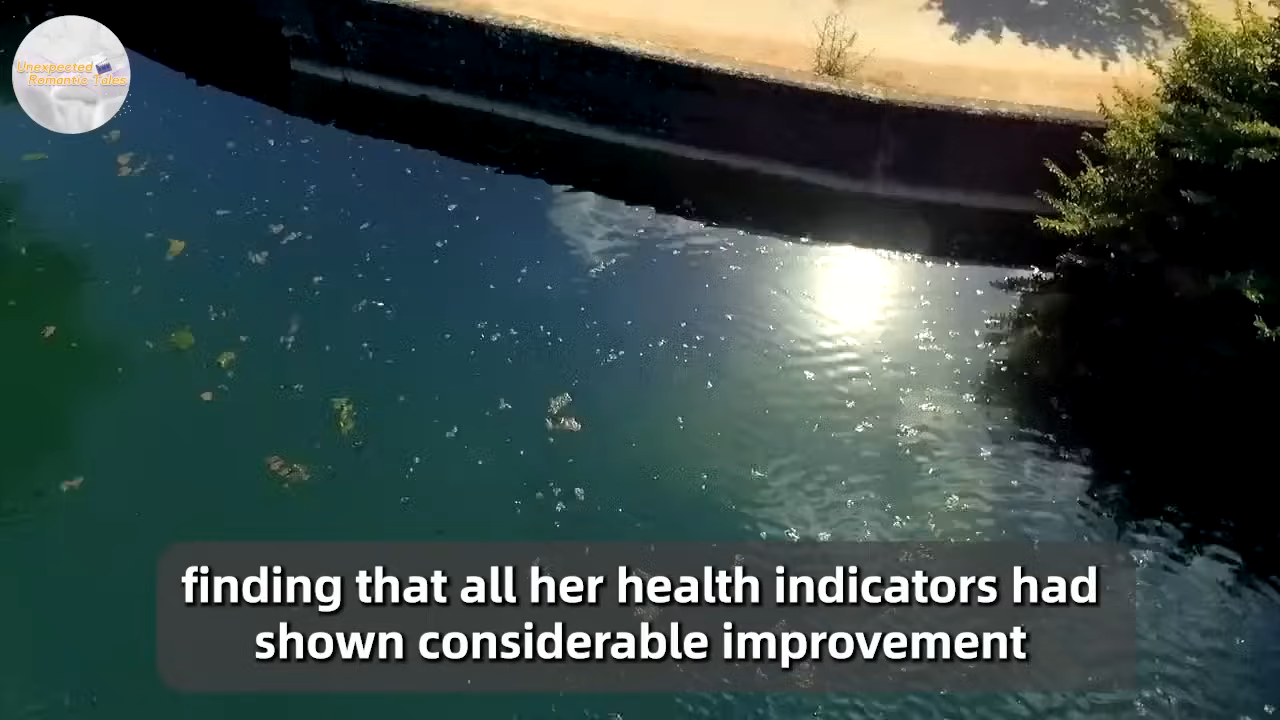 Unexpected
Romantic Tales
finding that all her health indicators had
shown considerable improvement